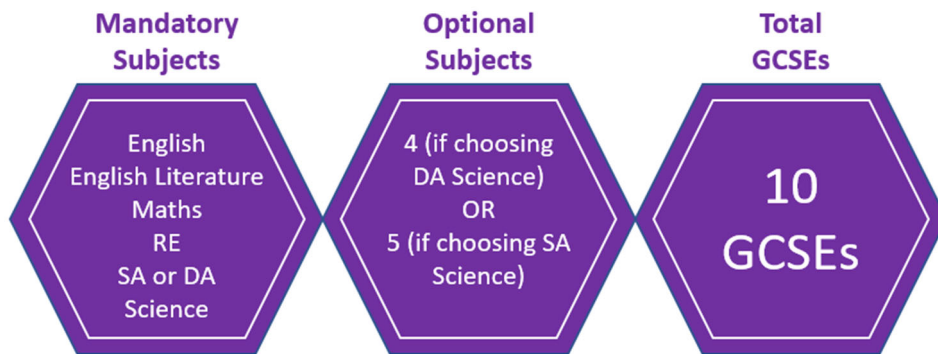 Mandatory
Subjects
English
English Literature
Maths
RE
SA or DA
Science
Optional
Subjects
4 (if choosing
DA Science)
OR
5 (if choosing SA
Science)
Total
GCSEs
10
GCSEs